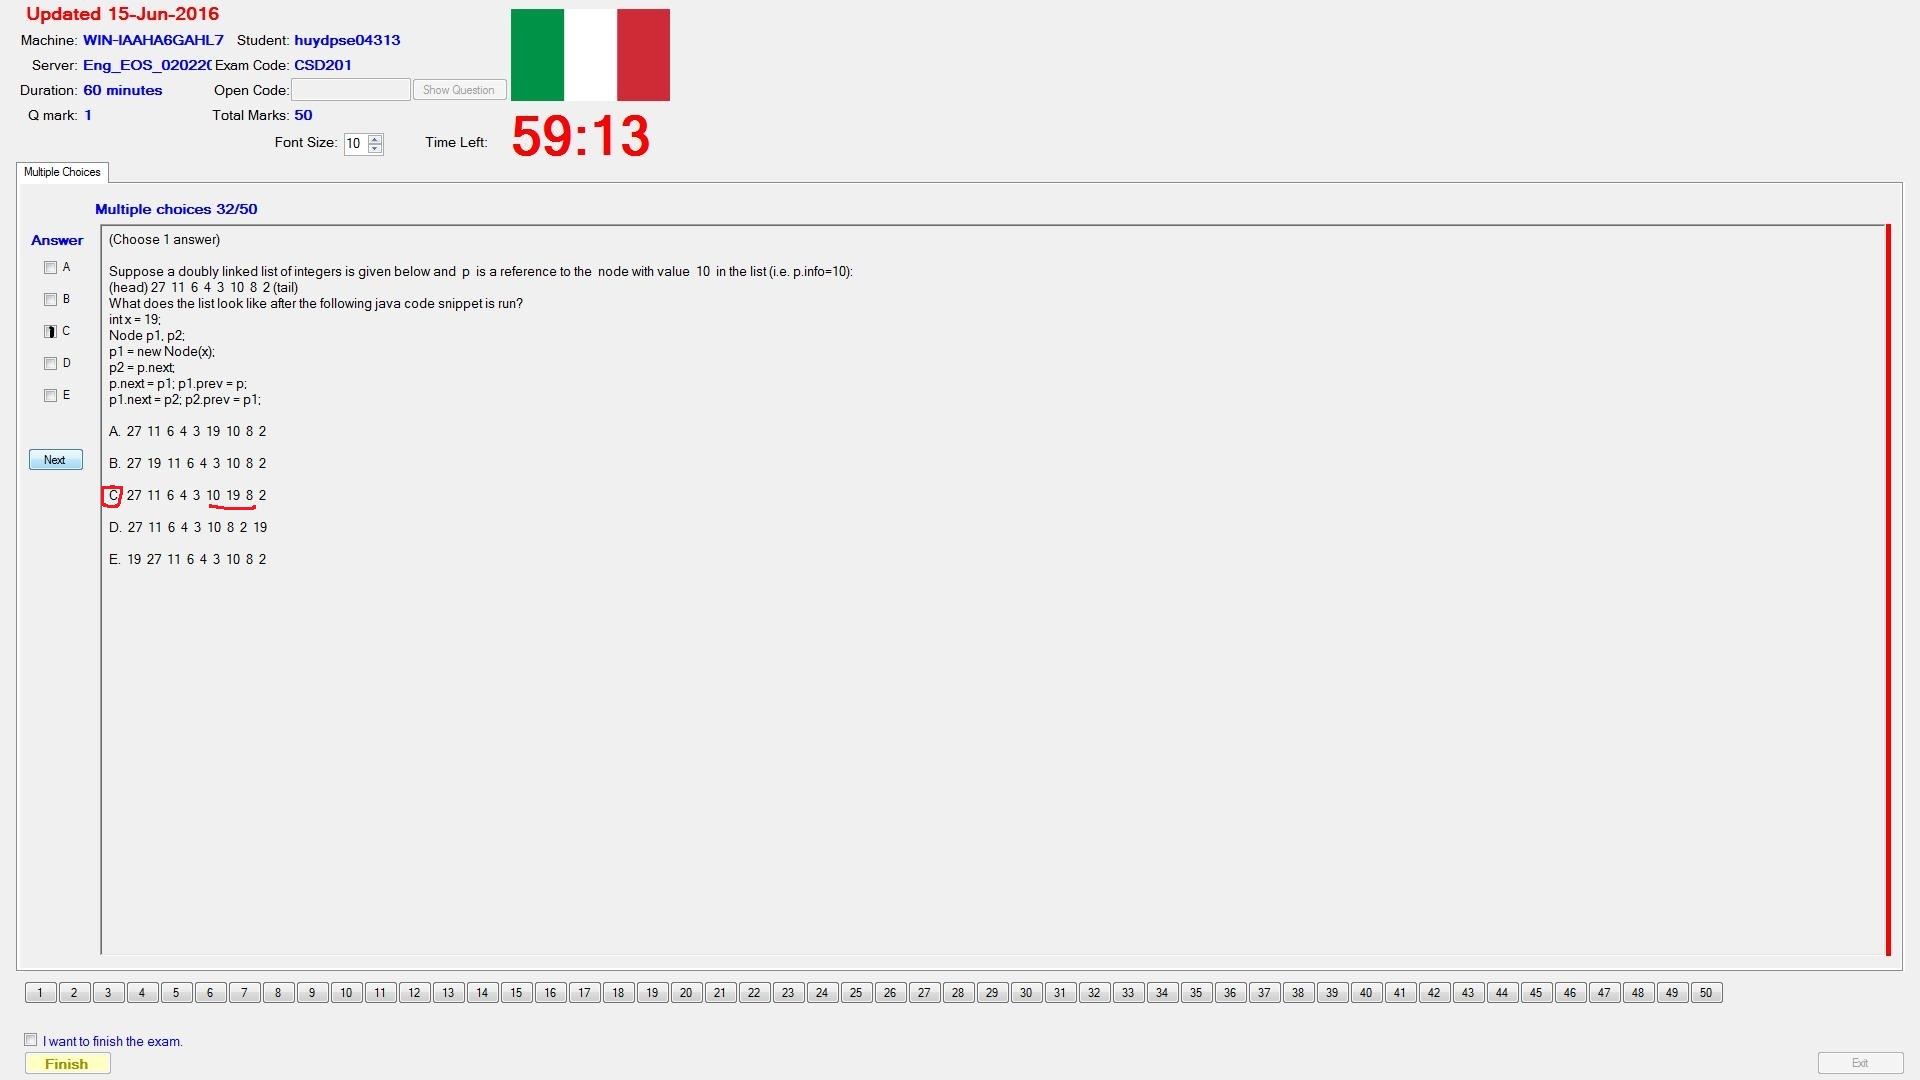 Updated 15-Jun-2016
Machine: WIN-IAAHA6GAHL7 Student: huydpse04313
Server: Eng_EOS_02022 Exam Code: CSD201
Duration: 60 minutes Open Code: Show Question
Q mark: 1 Total Marks: 50
Font Size: 10 Time Left: 59:13
Multiple Choices
Multiple choices 32/50
Answer
A
B
C
D
E
Next
(Choose 1 answer)
Suppose a doubly linked list of integers is given below and p is a reference to the node with value 10 in the list (i.e. p.info=10):
(head) 27 11 6 4 3 10 8 2 (tail)
What does the list look like after the following java code snippet is run?
int x = 19;
Node p1, p2;
p1 = new Node(x);
p2 = p.next;
p.next = p1; p1.prev = p;
p1.next = p2; p2.prev = p1;
A. 27 11 6 4 3 19 10 8 2
B. 27 19 11 6 4 3 10 8 2
C. 27 11 6 4 3 10 19 8 2
D. 27 11 6 4 3 10 8 2 19
E. 19 27 11 6 4 3 10 8 2
1 2 3 4 5 6 7 8 9 10 11 12 13 14 15 16 17 18 19 20 21 22 23 24 25 26 27 28 29 30 31 32 33 34 35 36 37 38 39 40 41 42 43 44 45 46 47 48 49 50
I want to finish the exam.
Finish
Exit